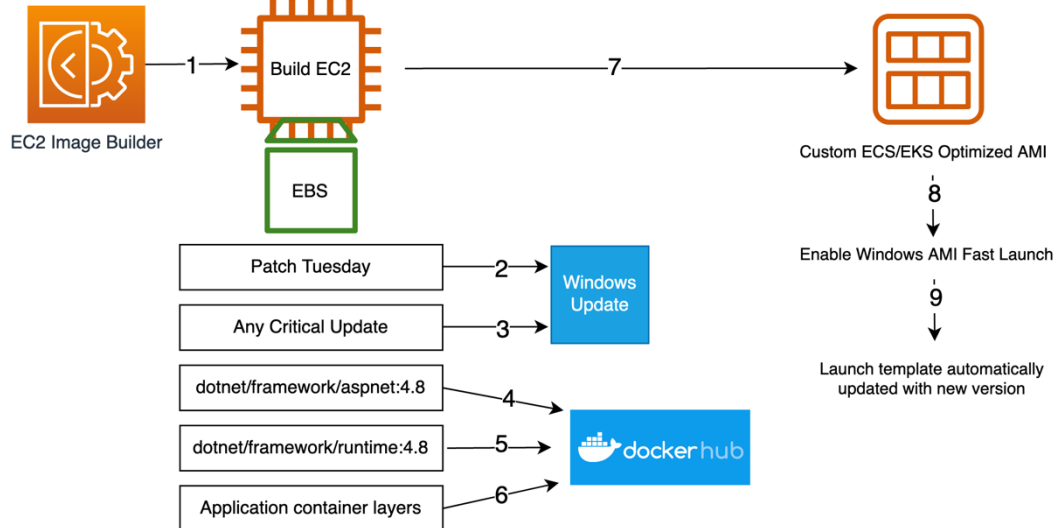 1
Build EC2
7
EC2 Image Builder
Custom ECS/EKS Optimized AMI
EBS
8
Patch Tuesday
2
Windows
Update
Enable Windows AMI Fast Launch
9
Any Critical Update
3
Launch template automatically
updated with new version
dotnet/framework/aspnet:4.8
4
dotnet/framework/runtime:4.8
5
dockerhub
Application container layers
6